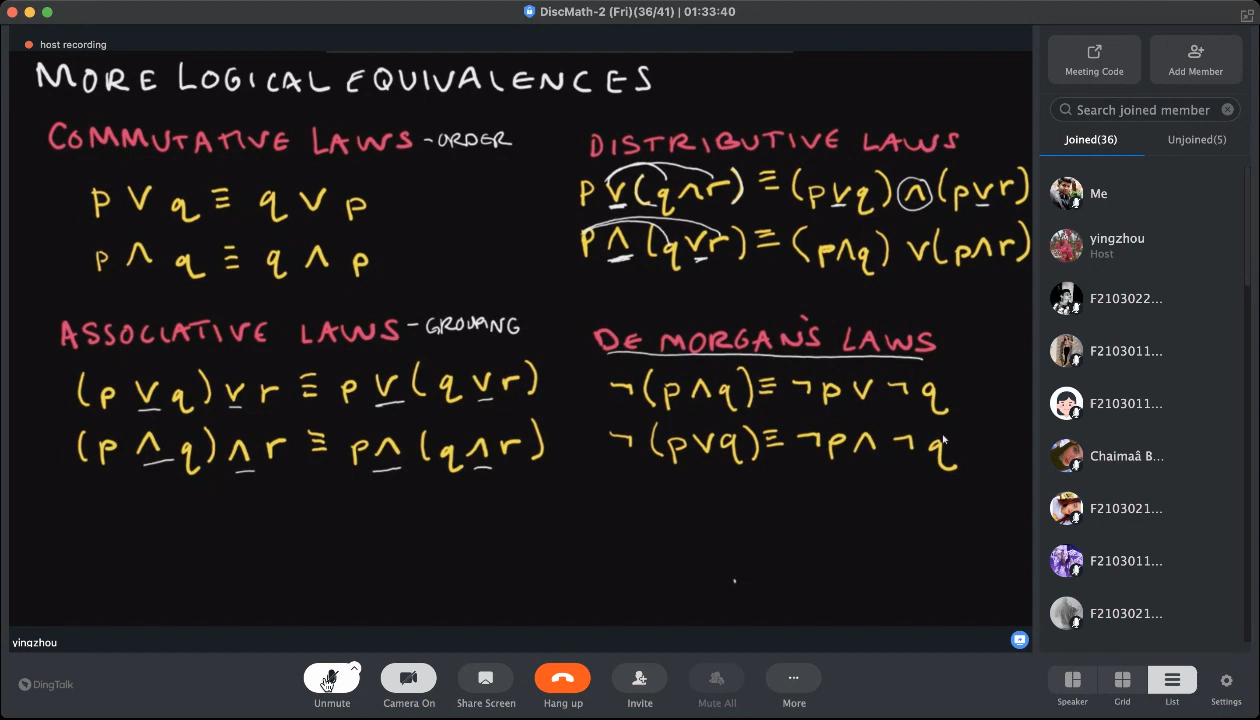 DiscMath-2 (Fri)(36/41) | 01:33:40
host recording
MORE LOGICAL EQUIVALENCES
COMMUTATIVE LAWS - ORDER
p ∨ q ≡ q ∨ p
p ∧ q ≡ q ∧ p
ASSOCIATIVE LAWS - GROUPING
(p ∨ q) ∨ r ≡ p ∨ (q ∨ r)
(p ∧ q) ∧ r ≡ p ∧ (q ∧ r)
DISTRIBUTIVE LAWS
p ∨ (q ∧ r) ≡ (p ∨ q) ∧ (p ∨ r)
p ∧ (q ∨ r) ≡ (p ∧ q) ∨ (p ∧ r)
DE MORGAN'S LAWS
¬ (p ∧ q) ≡ ¬ p ∨ ¬ q
¬ (p ∨ q) ≡ ¬ p ∧ ¬ q
yingzhou
Meeting Code
Add Member
Search joined member
Joined(36) Unjoined(5)
Me
yingzhou
Host
F2103022...
F2103011...
F2103011...
Chaimaâ B...
F2103021...
F2103011...
F2103021...
DingTalk
Unmute Camera On Share Screen Hang up Invite Mute All More
Speaker Grid List Settings